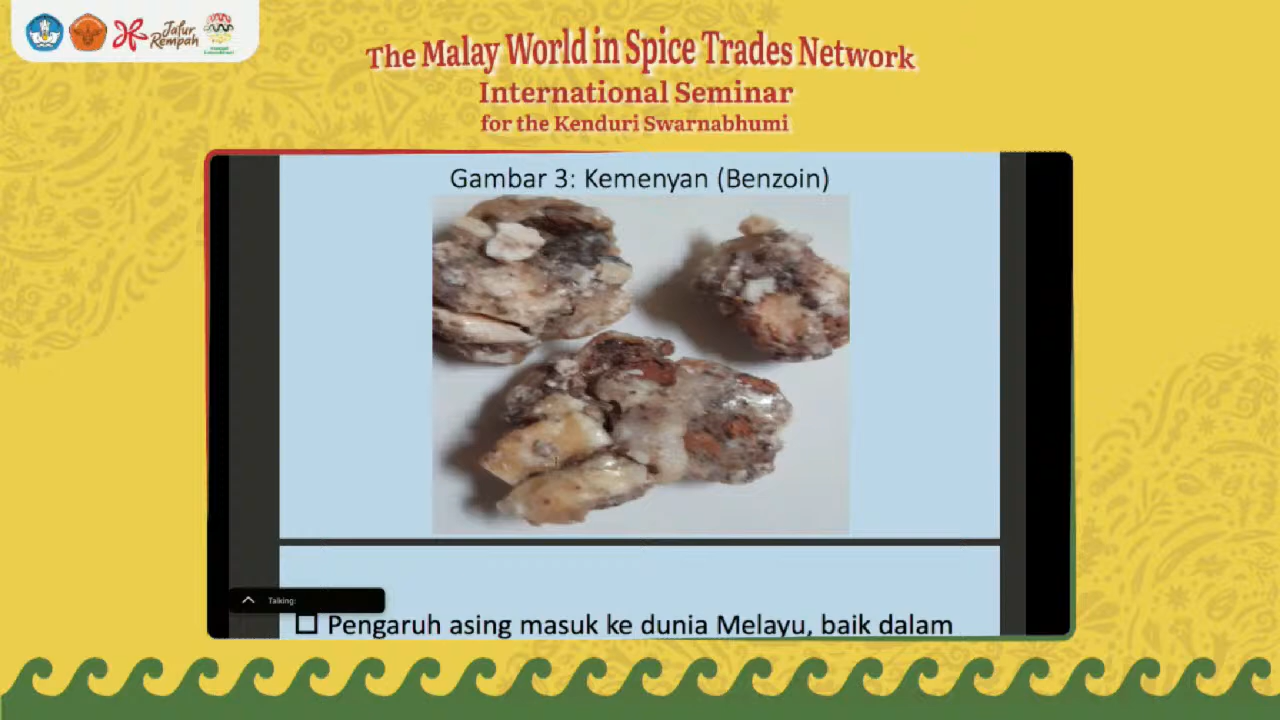 Jalur
Rempah
The Malay World in Spice Trades Network
International Seminar
for the Kenduri Swarnabhumi
Gambar 3: Kemenyan (Benzoin)
Talking:
Pengaruh asing masuk ke dunia Melayu, baik dalam